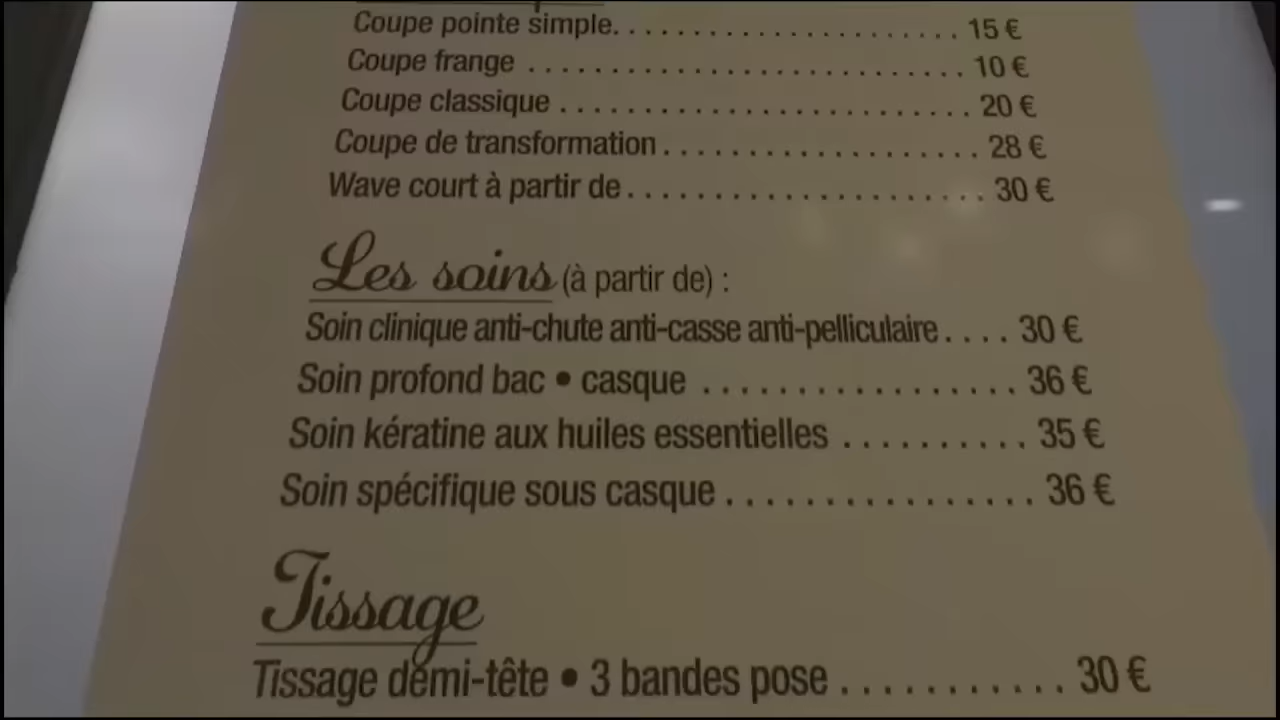 Coupe pointe simple. . . . . . . . . . . . . . . . . . . . . 15 €
Coupe frange . . . . . . . . . . . . . . . . . . . . . . . . . . 10 €
Coupe classique . . . . . . . . . . . . . . . . . . . . . . . . 20 €
Coupe de transformation . . . . . . . . . . . . . . . . . . . 28 €
Wave court à partir de . . . . . . . . . . . . . . . . . . . . . 30 €
Les soins (à partir de) :
Soin clinique anti-chute anti-casse anti-pelliculaire . . . . 30 €
Soin profond bac • casque . . . . . . . . . . . . . . . . . 36 €
Soin kératine aux huiles essentielles . . . . . . . . . . 35 €
Soin spécifique sous casque . . . . . . . . . . . . . . . . 36 €
Tissage
Tissage demi-tête • 3 bandes pose . . . . . . . . . . . 30 €